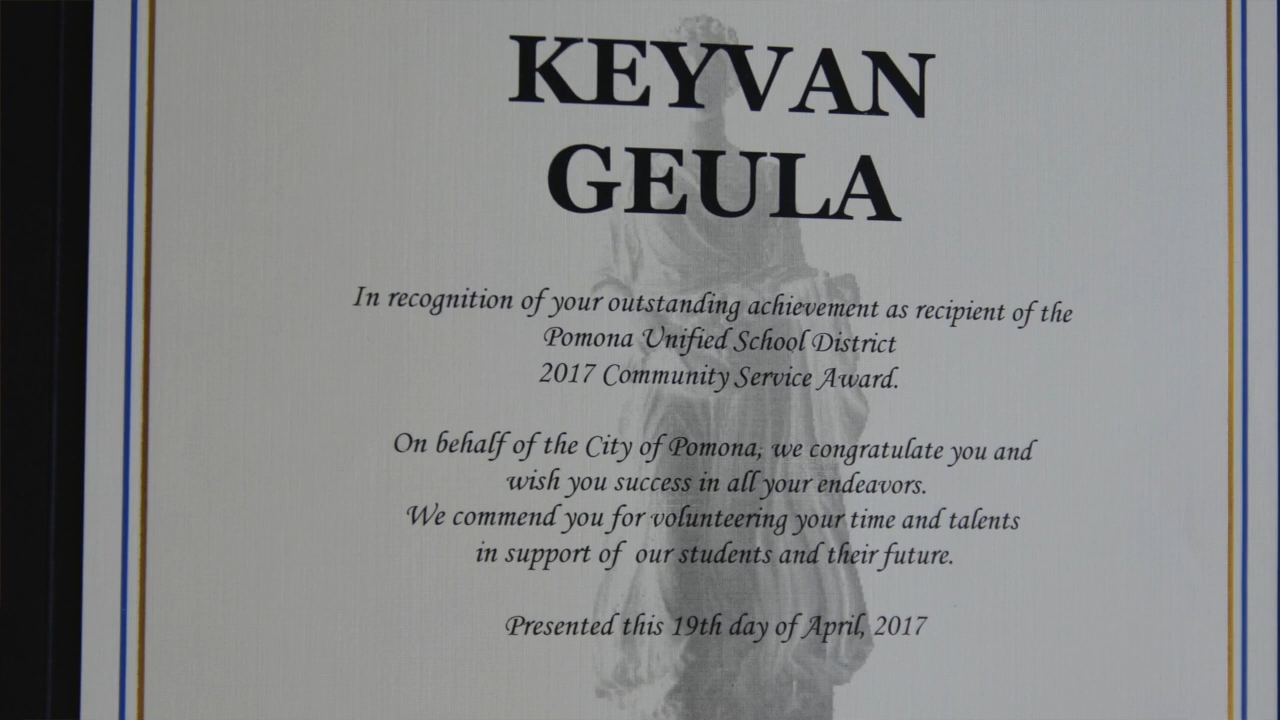 KEYVAN
GEULA
In recognition of your outstanding achievement as recipient of the
Pomona Unified School District
2017 Community Service Award.
On behalf of the City of Pomona, we congratulate you and
wish you success in all your endeavors.
We commend you for volunteering your time and talents
in support of our students and their future.
Presented this 19th day of April, 2017